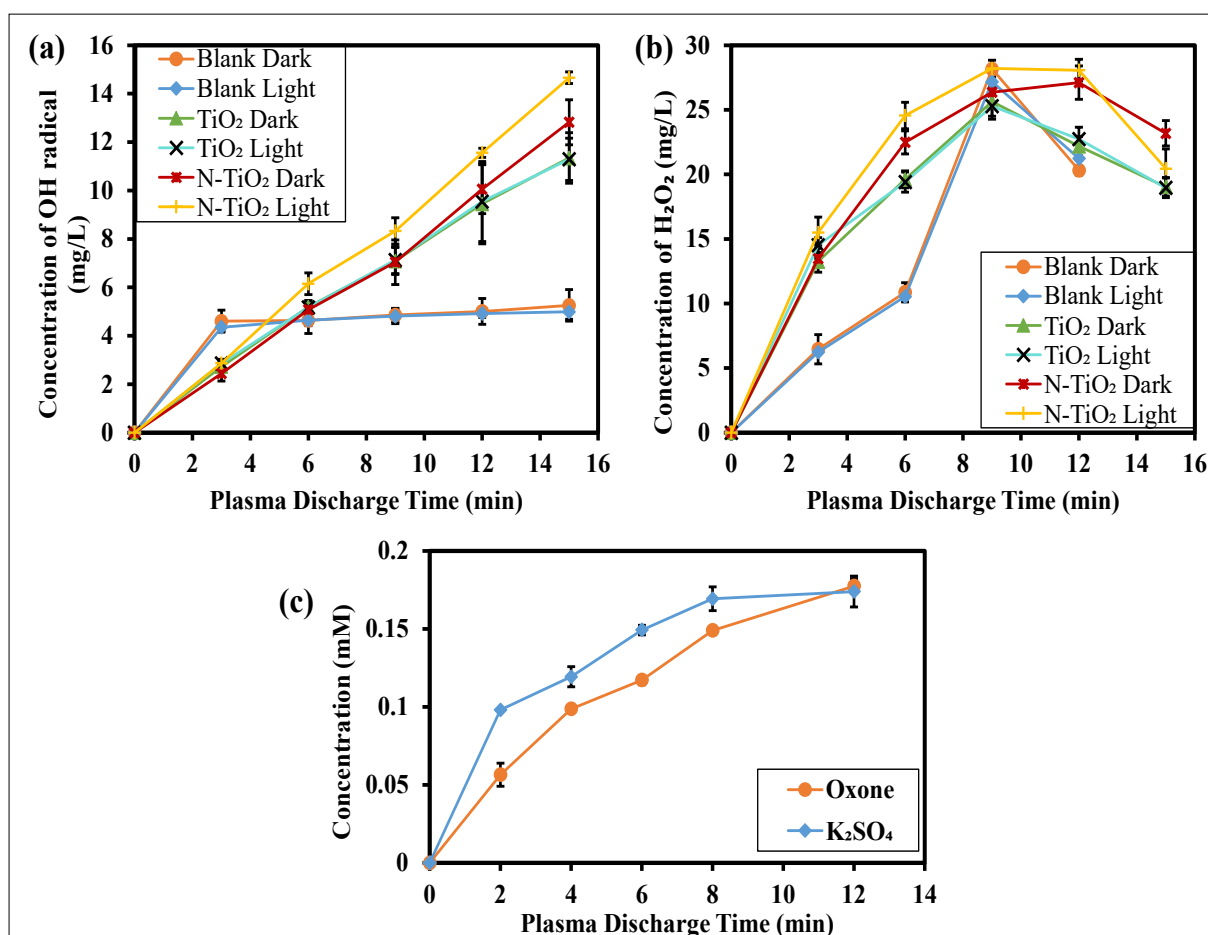 (a)
Concentration of OH radical
(mg/L)
16
14
12
10
8
6
4
2
0
Blank Dark
Blank Light
TiO₂ Dark
TiO₂ Light
N-TiO₂ Dark
N-TiO₂ Light
0 2 4 6 8 10 12 14 16
Plasma Discharge Time (min)
(b)
Concentration of H₂O₂ (mg/L)
30
25
20
15
10
5
0
Blank Dark
Blank Light
TiO₂ Dark
TiO₂ Light
N-TiO₂ Dark
N-TiO₂ Light
0 2 4 6 8 10 12 14 16
Plasma Discharge Time (min)
(c)
Concentration (mM)
0.2
0.15
0.1
0.05
0
Oxone
K₂SO₄
0 2 4 6 8 10 12 14
Plasma Discharge Time (min)